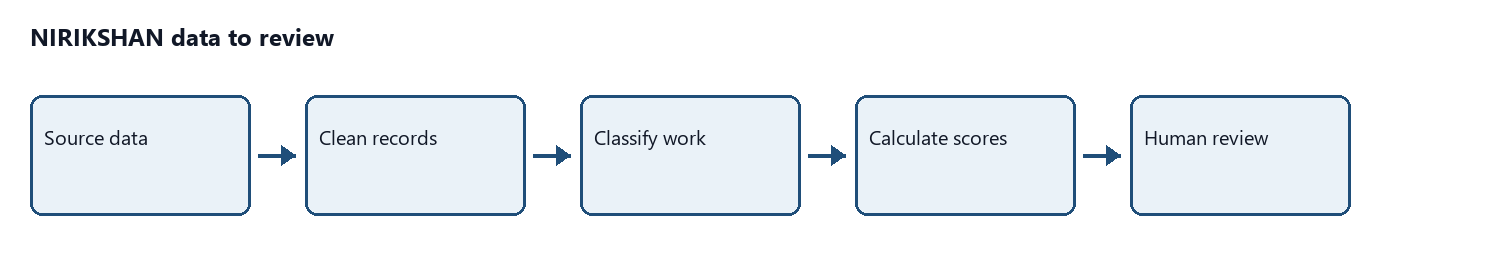 NIRIKSHAN data to review
Source data
Clean records
Classify work
Calculate scores
Human review